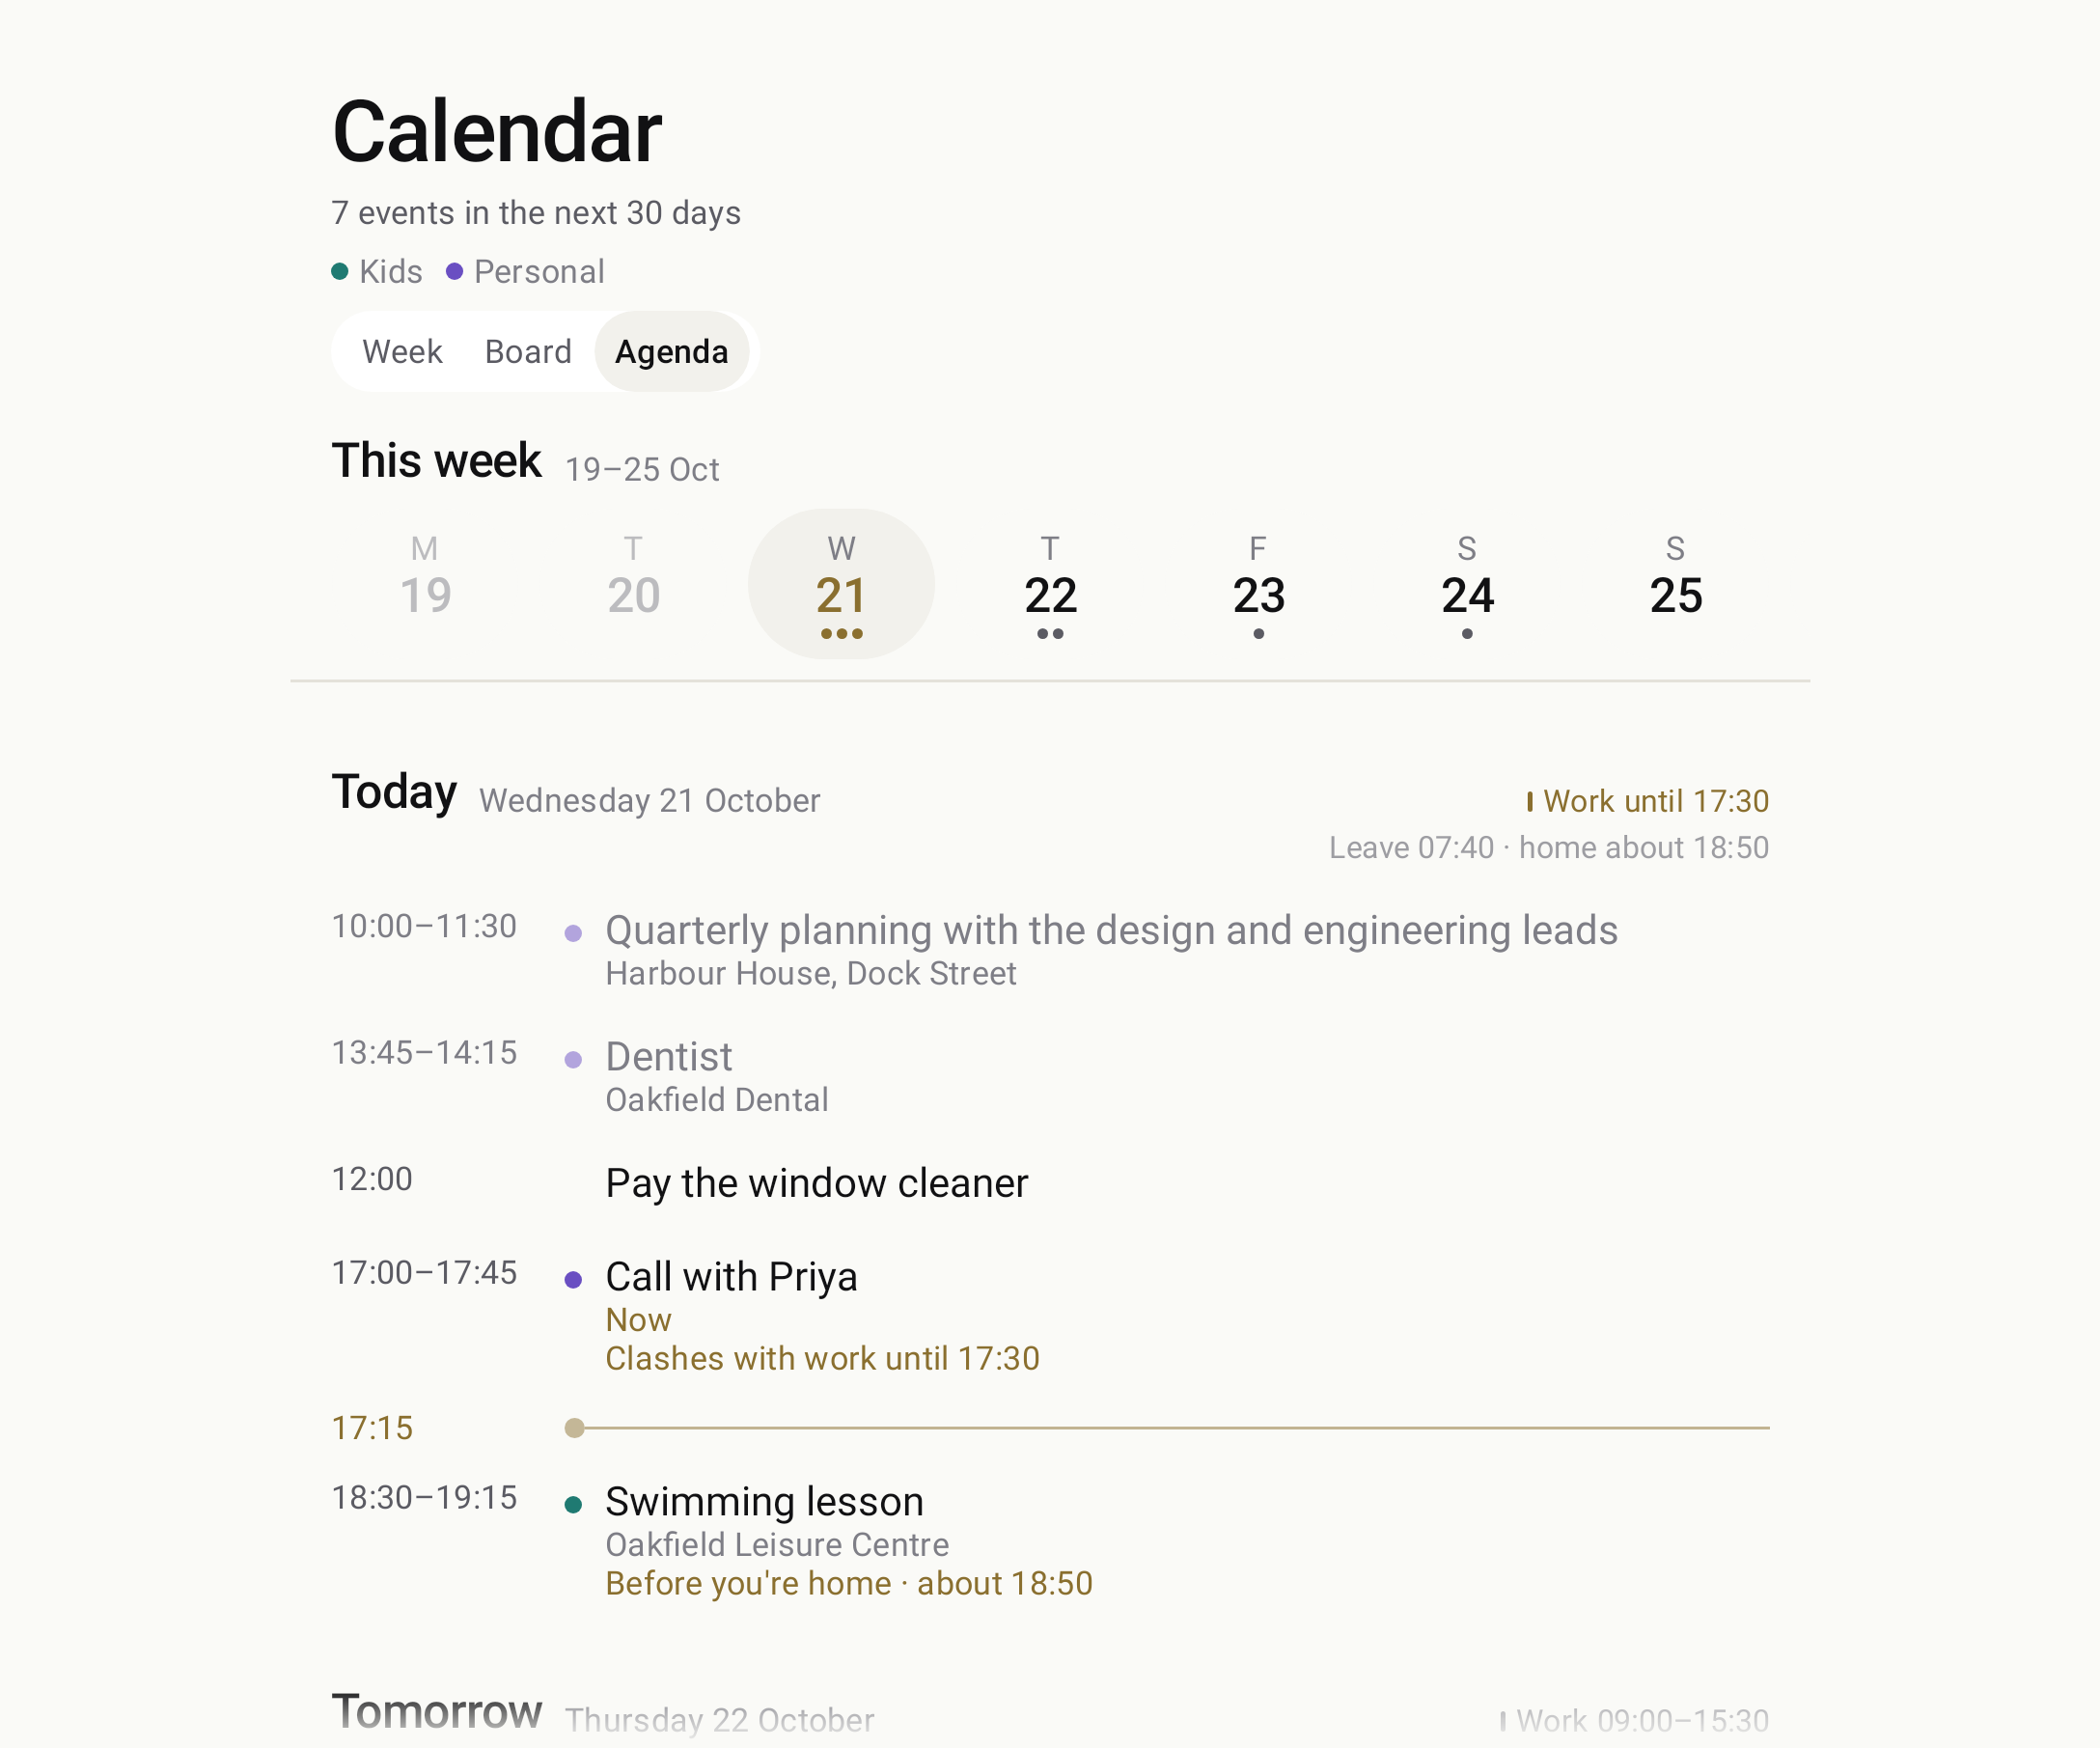 Calendar
7 events in the next 30 days
Kids Personal
Week Board Agenda
This week 19–25 Oct
M T W T F S S
19 20 21 22 23 24 25
Today Wednesday 21 October Work until 17:30
Leave 07:40 · home about 18:50
10:00–11:30 Quarterly planning with the design and engineering leads
Harbour House, Dock Street
13:45–14:15 Dentist
Oakfield Dental
12:00 Pay the window cleaner
17:00–17:45 Call with Priya
Now
Clashes with work until 17:30
17:15
18:30–19:15 Swimming lesson
Oakfield Leisure Centre
Before you're home · about 18:50
Tomorrow Thursday 22 October Work 09:00–15:30